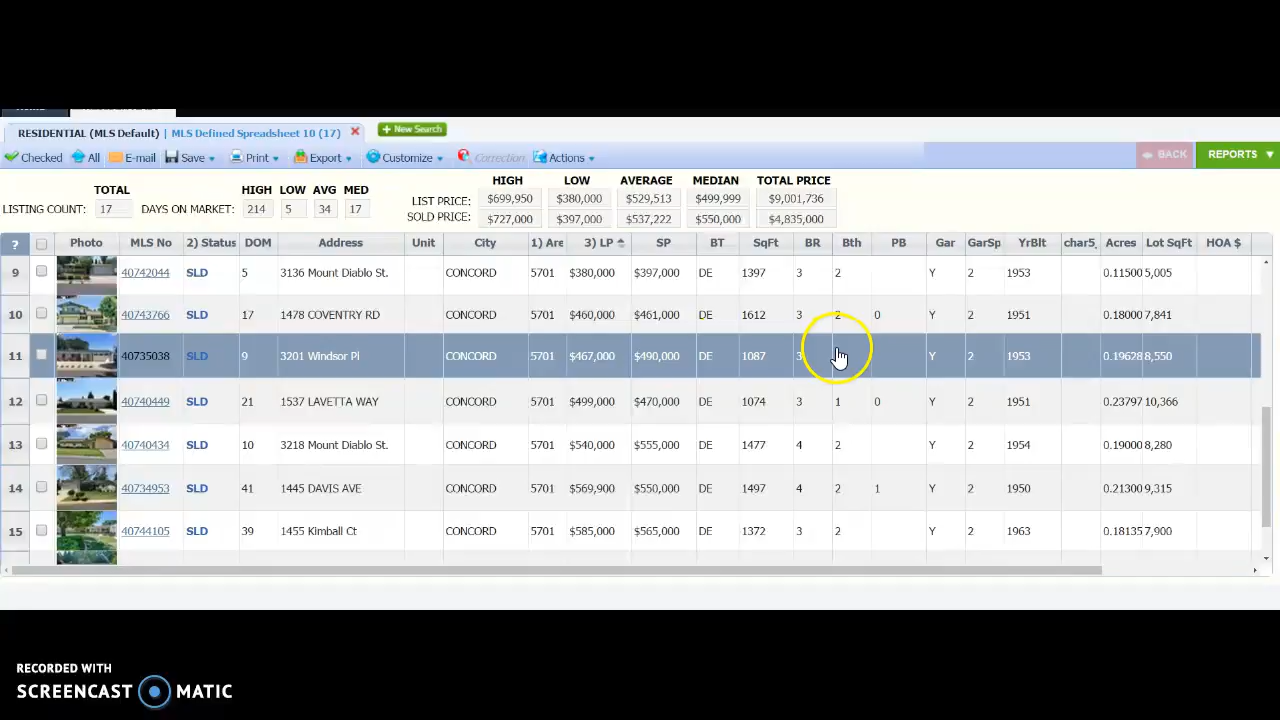 RESIDENTIAL (MLS Default) | MLS Defined Spreadsheet 10 (17) + New Search
Checked All E-mail Save Print Export Customize Correction Actions BACK REPORTS
TOTAL HIGH LOW AVG MED HIGH LOW AVERAGE MEDIAN TOTAL PRICE
LISTING COUNT: 17 DAYS ON MARKET: 214 5 34 17
LIST PRICE: $699,950 $380,000 $529,513 $499,999 $9,001,736
SOLD PRICE: $727,000 $397,000 $537,222 $550,000 $4,835,000
? Photo MLS No 2) Status DOM Address Unit City 1) Are 3) LP SP BT SqFt BR Bth PB Gar GarSp YrBlt char5_ Acres Lot SqFt HOA $
9 40742044 SLD 5 3136 Mount Diablo St. CONCORD 5701 $380,000 $397,000 DE 1397 3 2 Y 2 1953 0.11500 5,005
10 40743766 SLD 17 1478 COVENTRY RD CONCORD 5701 $460,000 $461,000 DE 1612 3 2 0 Y 2 1951 0.18000 7,841
11 40735038 SLD 9 3201 Windsor Pl CONCORD 5701 $467,000 $490,000 DE 1087 3 Y 2 1953 0.19628 8,550
12 40740449 SLD 21 1537 LAVETTA WAY CONCORD 5701 $499,000 $470,000 DE 1074 3 1 0 Y 2 1951 0.23797 10,366
13 40740434 SLD 10 3218 Mount Diablo St. CONCORD 5701 $540,000 $555,000 DE 1477 4 2 Y 2 1954 0.19000 8,280
14 40734953 SLD 41 1445 DAVIS AVE CONCORD 5701 $569,900 $550,000 DE 1497 4 2 1 Y 2 1950 0.21300 9,315
15 40744105 SLD 39 1455 Kimball Ct CONCORD 5701 $585,000 $565,000 DE 1372 3 2 Y 2 1963 0.18135 7,900
RECORDED WITH
SCREENCAST MATIC